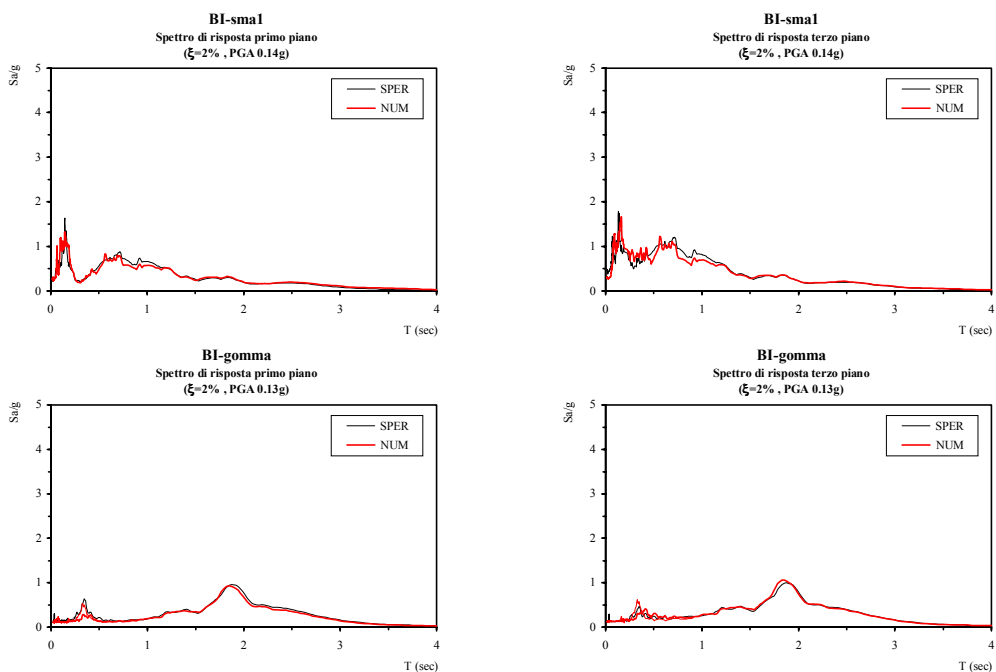 BI-sma1
Spettro di risposta primo piano
(ξ=2% , PGA 0.14g)
Sa/g
5
4
3
2
1
0
SPER
NUM
0 1 2 3 4
T (sec)
BI-sma1
Spettro di risposta terzo piano
(ξ=2% , PGA 0.14g)
Sa/g
5
4
3
2
1
0
SPER
NUM
0 1 2 3 4
T (sec)
BI-gomma
Spettro di risposta primo piano
(ξ=2% , PGA 0.13g)
Sa/g
5
4
3
2
1
0
SPER
NUM
0 1 2 3 4
T (sec)
BI-gomma
Spettro di risposta terzo piano
(ξ=2% , PGA 0.13g)
Sa/g
5
4
3
2
1
0
SPER
NUM
0 1 2 3 4
T (sec)